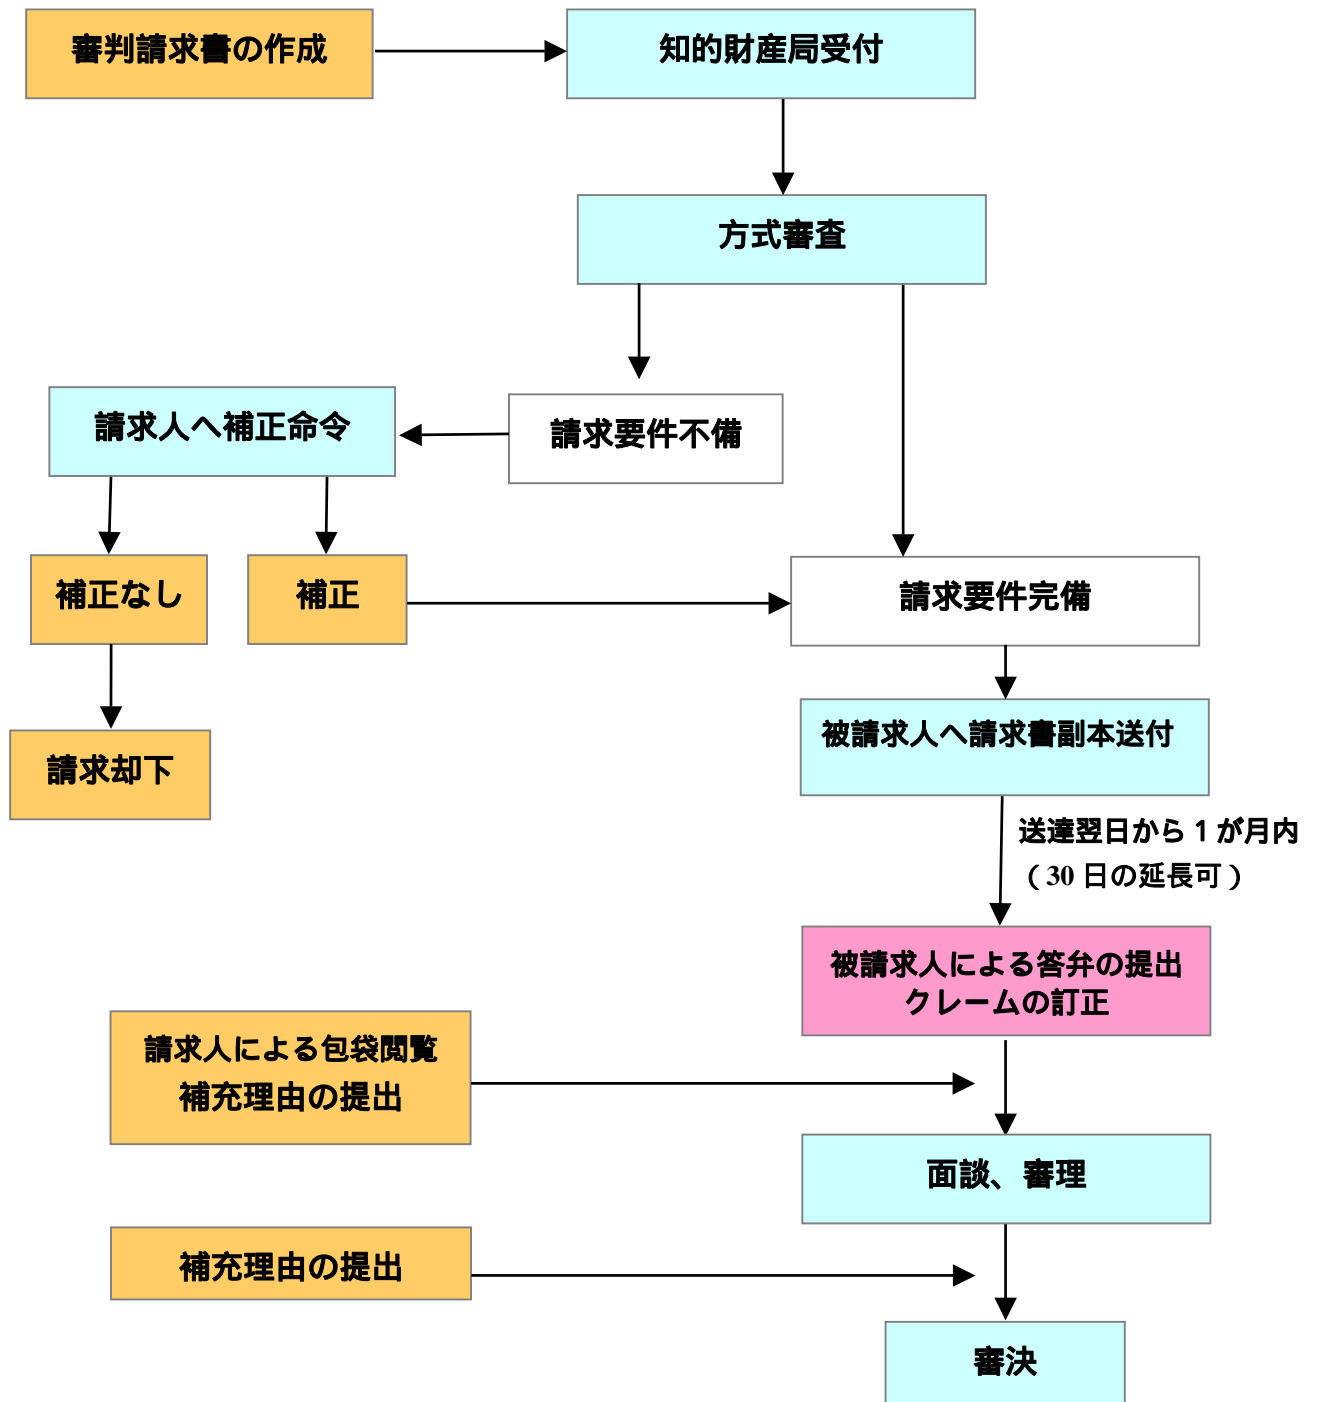 審判請求書の作成
知的財産局受付
方式審査
請求人へ補正命令
請求要件不備
補正なし
補正
請求要件完備
請求却下
被請求人へ請求書副本送付
送達翌日から1が月内
(30日の延長可)
被請求人による答弁の提出
クレームの訂正
請求人による包袋閲覧
補充理由の提出
面談、審理
補充理由の提出
審決